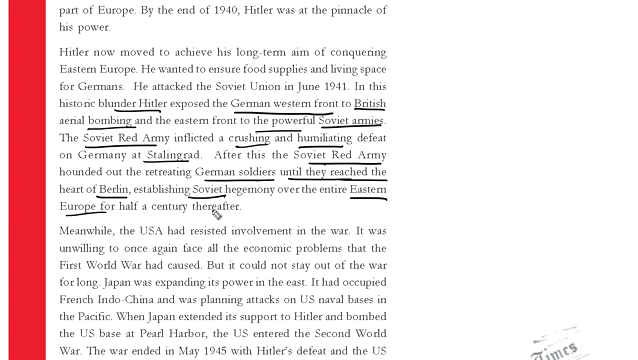 part of Europe. By the end of 1940, Hitler was at the pinnacle of
his power.
Hitler now moved to achieve his long-term aim of conquering
Eastern Europe. He wanted to ensure food supplies and living space
for Germans. He attacked the Soviet Union in June 1941. In this
historic blunder Hitler exposed the German western front to British
aerial bombing and the eastern front to the powerful Soviet armies.
The Soviet Red Army inflicted a crushing and humiliating defeat
on Germany at Stalingrad. After this the Soviet Red Army
hounded out the retreating German soldiers until they reached the
heart of Berlin, establishing Soviet hegemony over the entire Eastern
Europe for half a century thereafter.
Meanwhile, the USA had resisted involvement in the war. It was
unwilling to once again face all the economic problems that the
First World War had caused. But it could not stay out of the war
for long. Japan was expanding its power in the east. It had occupied
French Indo-China and was planning attacks on US naval bases in
the Pacific. When Japan extended its support to Hitler and bombed
the US base at Pearl Harbor, the US entered the Second World
War. The war ended in May 1945 with Hitler's defeat and the US
Times